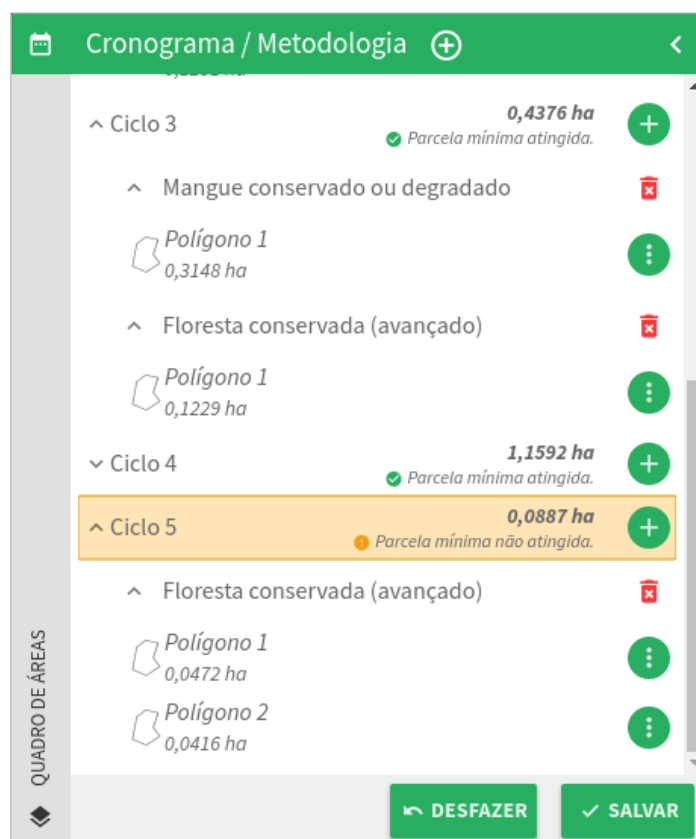 Cronograma / Metodologia
Ciclo 3
0,4376 ha
Parcela mínima atingida.
Mangue conservado ou degradado
Polígono 1
0,3148 ha
Floresta conservada (avançado)
Polígono 1
0,1229 ha
Ciclo 4
1,1592 ha
Parcela mínima atingida.
Ciclo 5
0,0887 ha
Parcela mínima não atingida.
Floresta conservada (avançado)
Polígono 1
0,0472 ha
Polígono 2
0,0416 ha
QUADRO DE ÁREAS
DESFAZER
SALVAR